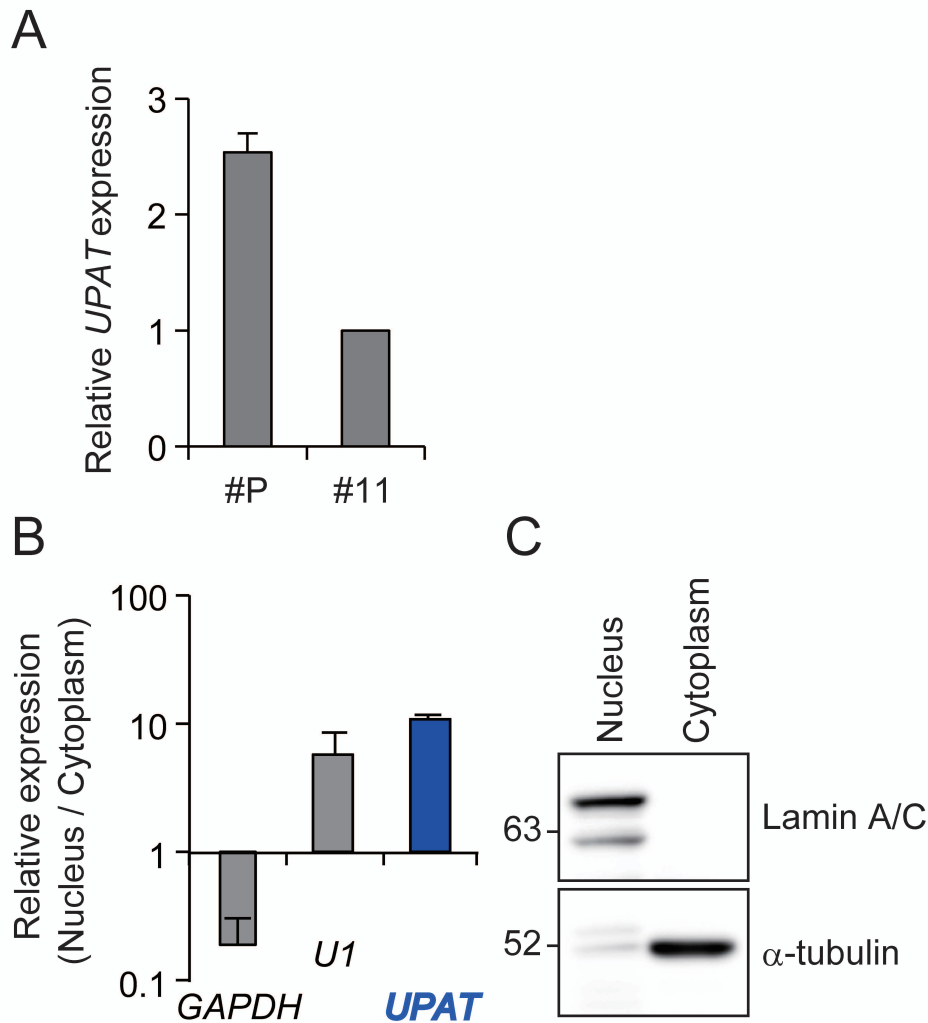 A
Relative UPAT expression
3
2
1
0
#P
#11
B
Relative expression
(Nucleus / Cytoplasm)
100
10
1
0.1
GAPDH
U1
UPAT
C
Nucleus
Cytoplasm
63
Lamin A/C
52
α-tubulin